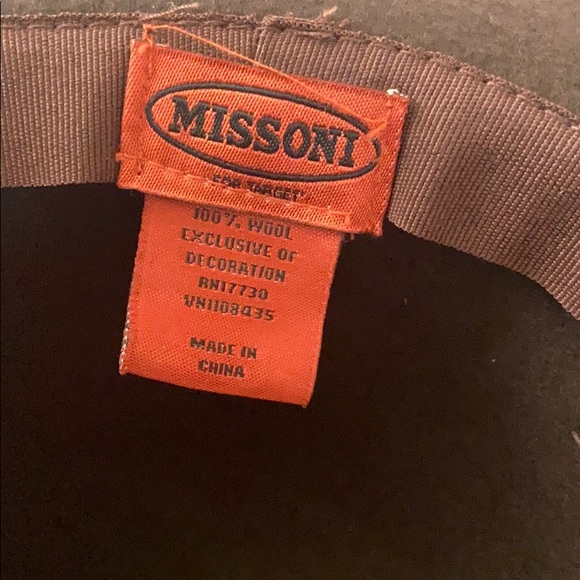 MISSONI
FOR TARGET
100% WOOL
EXCLUSIVE OF
DECORATION
RN17730
VN1108435
MADE IN
CHINA